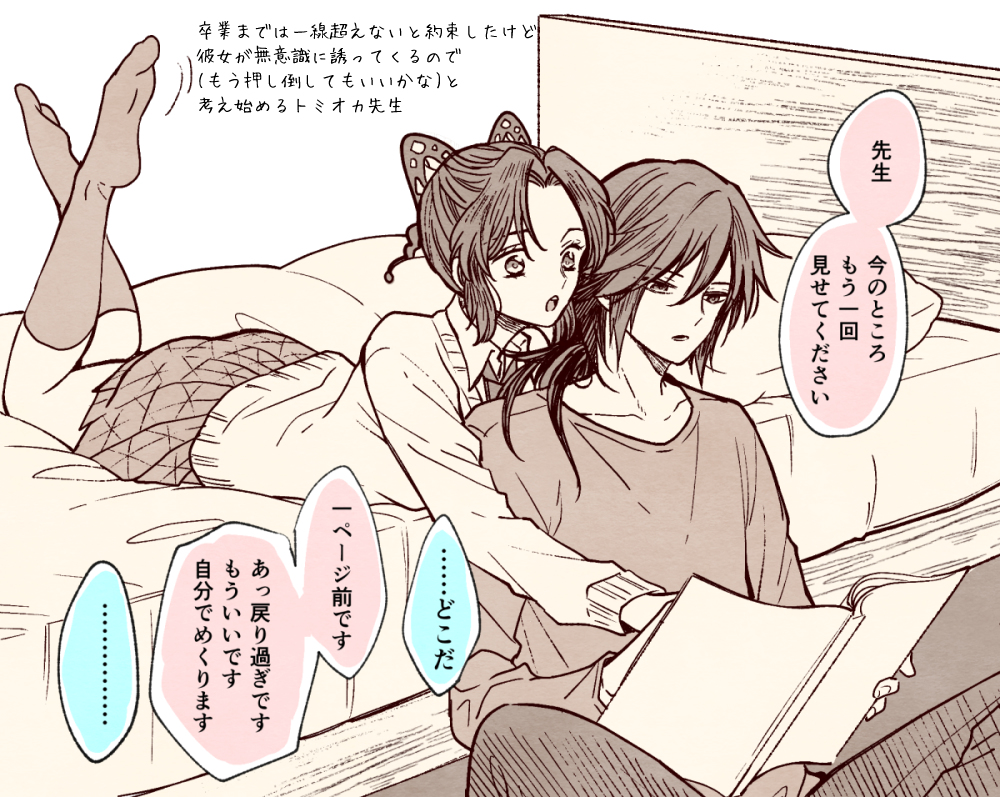 卒業までは一線超えないと約束したけど
彼女が無意識に誘ってくるので
(もう押し倒してもいいかな)と
考え始めるトミオカ先生
先生
今のところ
もう一回
見せてください
……どこだ
一ページ前です
あっ戻り過ぎです
もういいです
自分でめくります
…………